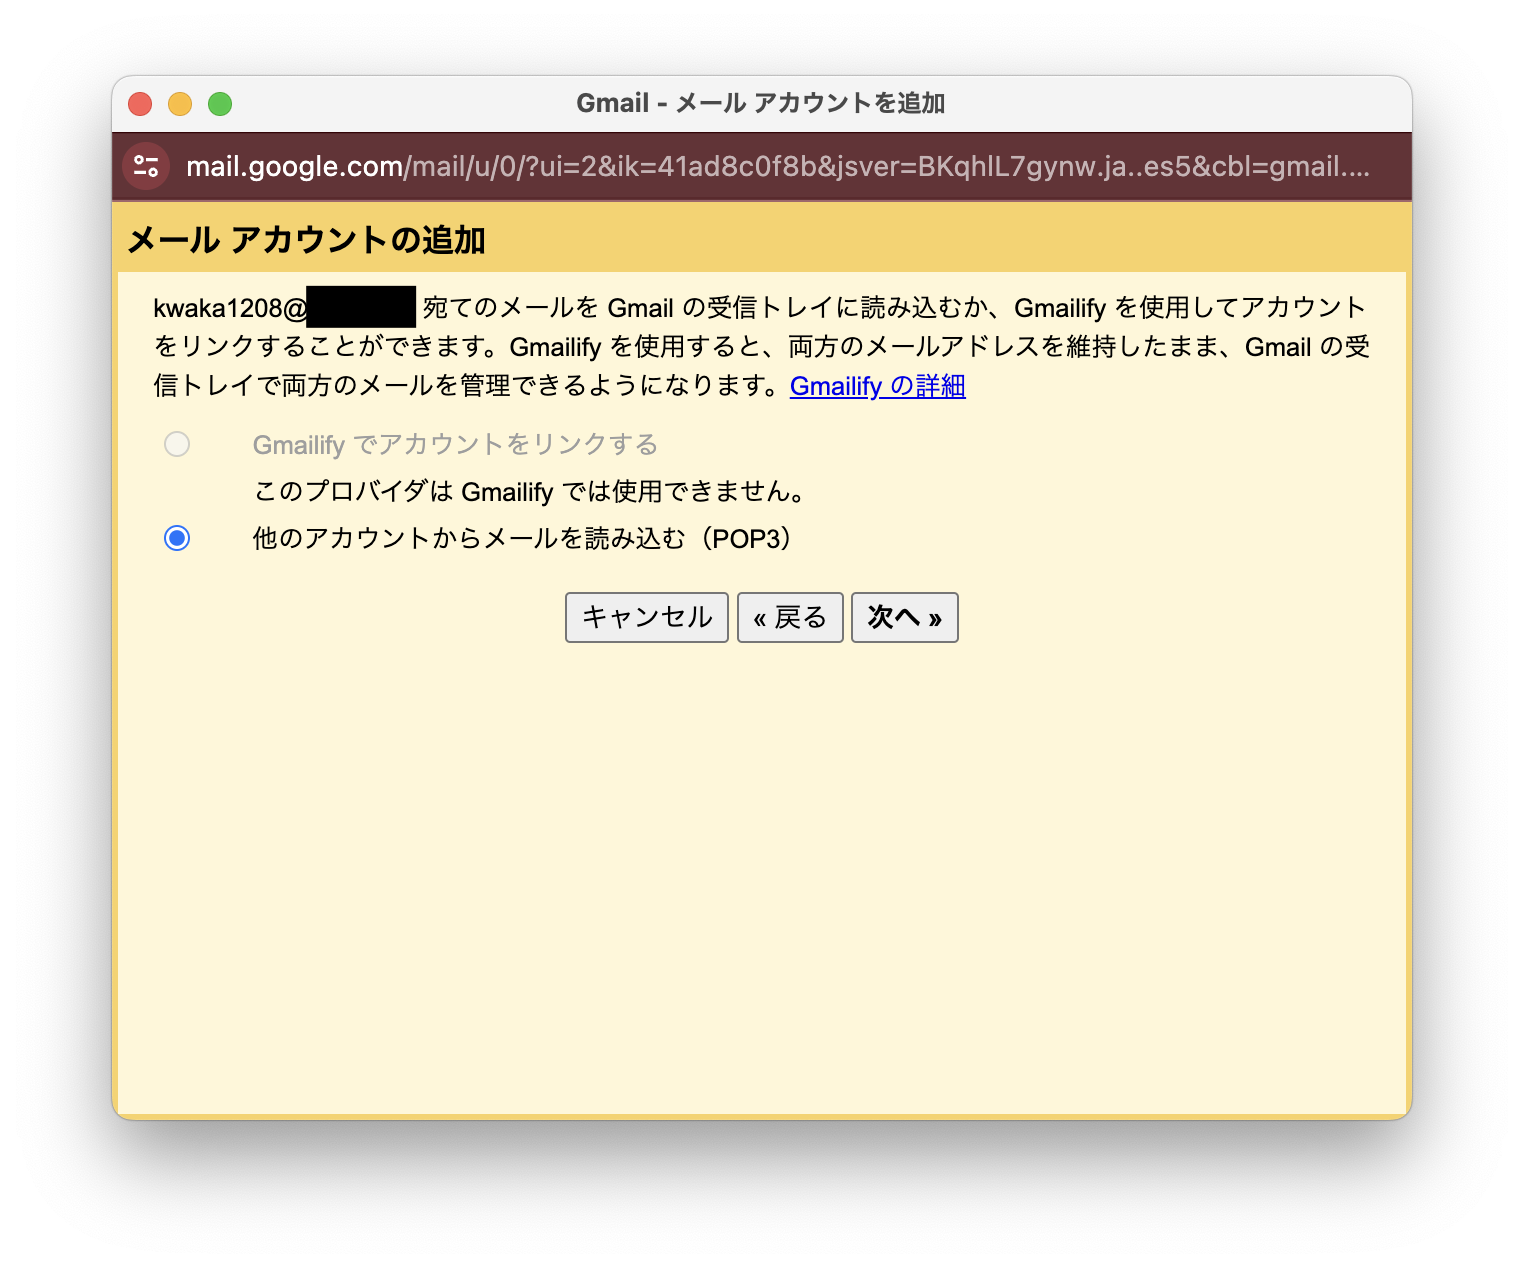 Gmail - メール アカウントを追加
mail.google.com/mail/u/0/?ui=2&ik=41ad8c0f8b&jsver=BKqhlL7gynw.ja..es5&cbl=gmail....
メール アカウントの追加
kwaka1208@ 宛てのメールを Gmail の受信トレイに読み込むか、Gmailify を使用してアカウント
をリンクすることができます。Gmailify を使用すると、両方のメールアドレスを維持したまま、Gmail の受
信トレイで両方のメールを管理できるようになります。Gmailify の詳細
Gmailify でアカウントをリンクする
このプロバイダは Gmailify では使用できません。
他のアカウントからメールを読み込む（POP3）
キャンセル « 戻る 次へ »